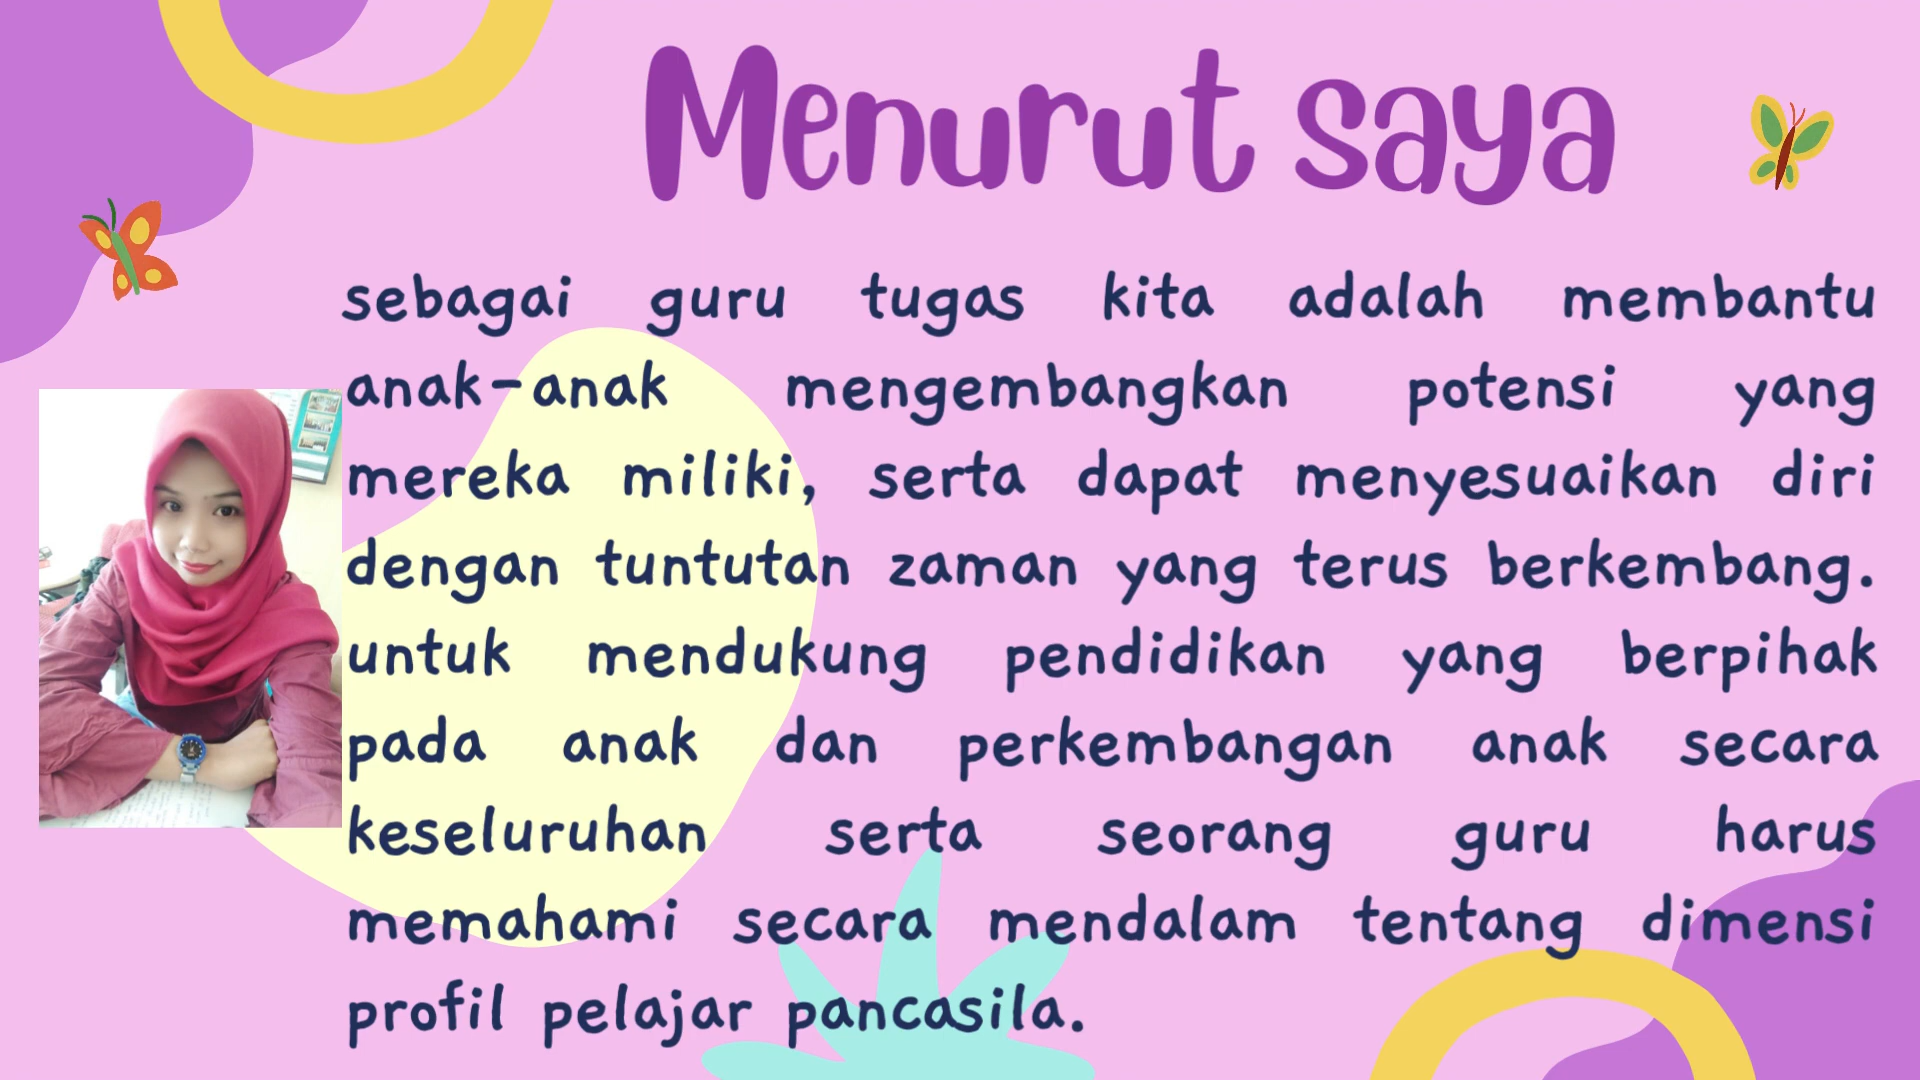 Menurut saya
sebagai guru tugas kita adalah membantu
anak-anak mengembangkan potensi yang
mereka miliki, serta dapat menyesuaikan diri
dengan tuntutan zaman yang terus berkembang.
untuk mendukung pendidikan yang berpihak
pada anak dan perkembangan anak secara
keseluruhan serta seorang guru harus
memahami secara mendalam tentang dimensi
profil pelajar pancasila.